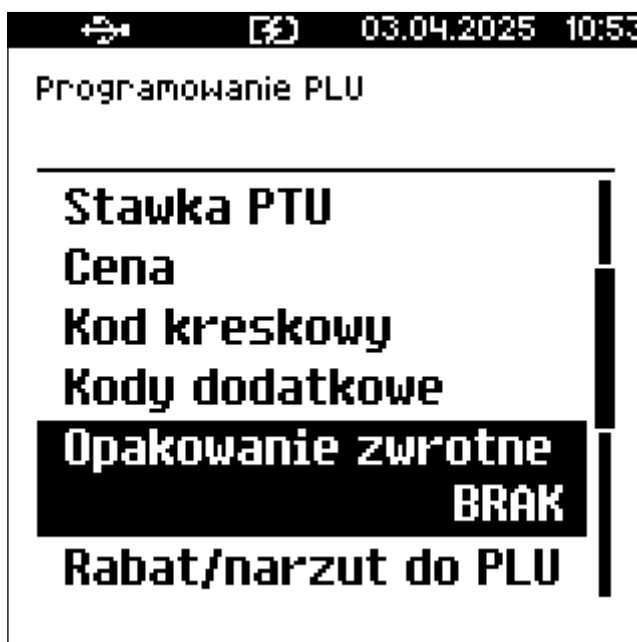 03.04.2025 10:53
Programowanie PLU
Stawka PTU
Cena
Kod kreskowy
Kody dodatkowe
Opakowanie zwrotne
BRAK
Rabat/narzut do PLU